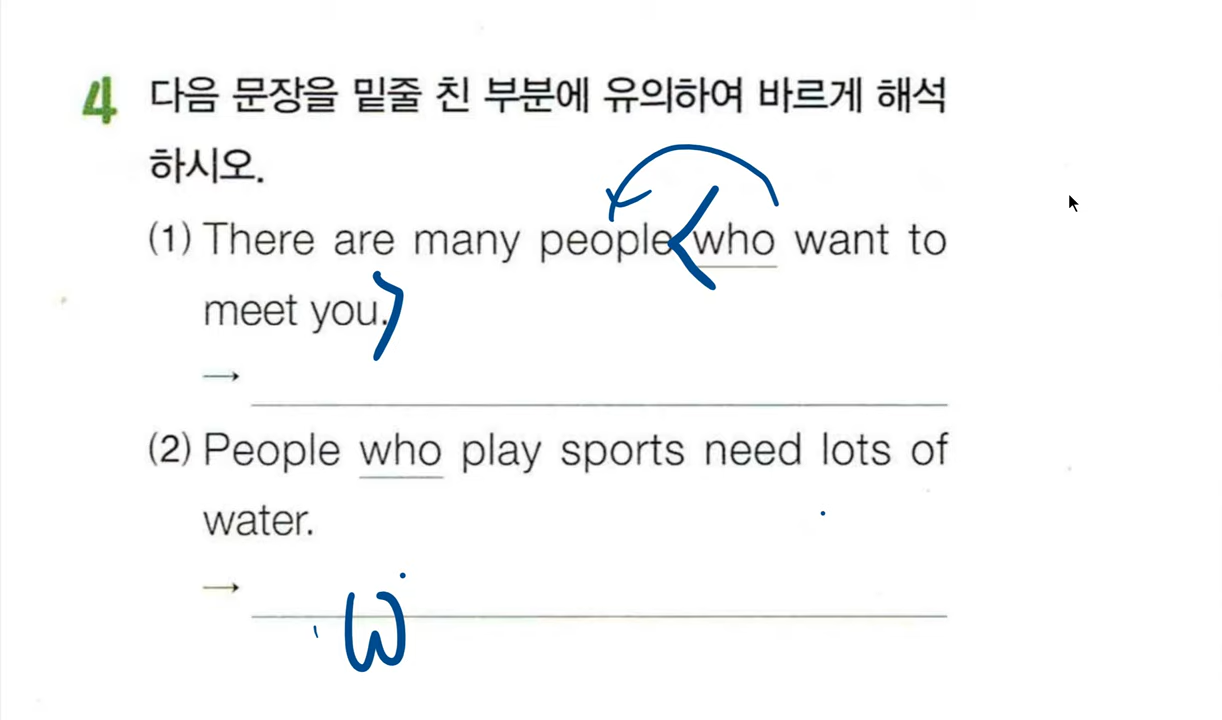 4 다음 문장을 밑줄 친 부분에 유의하여 바르게 해석
하시오.
(1) There are many people who want to
meet you.
→
(2) People who play sports need lots of
water.
→
W